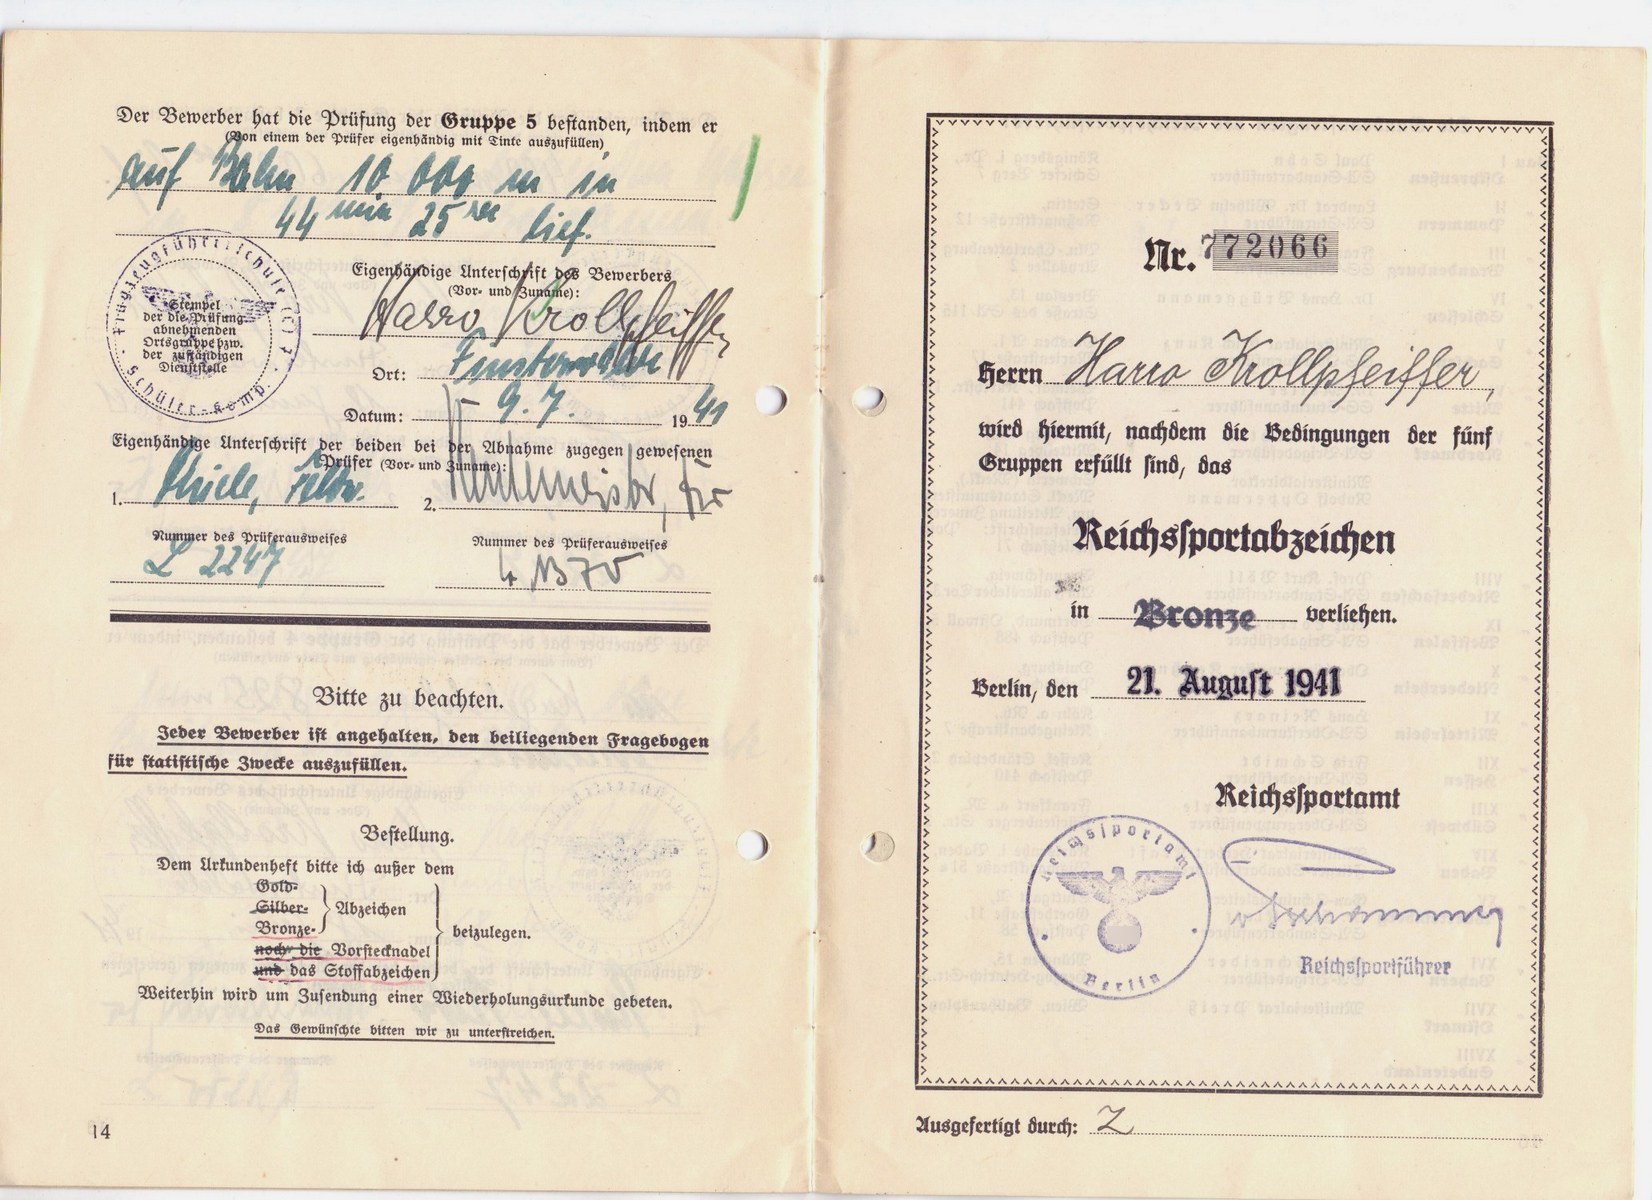 Der Bewerber hat die Prüfung der Gruppe 5 bestanden, indem er
(Von einem der Prüfer eigenhändig mit Tinte auszufüllen)
auf Bahn 10 000 m in
44 min 25 sec lief.
Flugzeugführerschule (C) 7
Schüler-Komp.
Stempel
der die Prüfung
abnehmenden
Ortsgruppe bzw.
der zuständigen
Dienststelle
Eigenhändige Unterschrift des Bewerbers
(Vor- und Zuname):
Harro Krollpfeiffer
Ort: Finsterwalde
Datum: 9. 7. 1941
Eigenhändige Unterschrift der beiden bei der Abnahme zugegen gewesenen
Prüfer (Vor- und Zuname):
1. Thiele, Feldw. 2.
Nummer des Prüferausweises Nummer des Prüferausweises
L 2247
Bitte zu beachten.
Jeder Bewerber ist angehalten, den beiliegenden Fragebogen
für statistische Zwecke auszufüllen.
Bestellung.
Dem Urkundenheft bitte ich außer dem
Gold-
Silber- Abzeichen
Bronze-
noch die Vorstecknadel beizulegen.
und das Stoffabzeichen
Weiterhin wird um Zusendung einer Wiederholungsurkunde gebeten.
Das Gewünschte bitten wir zu unterstreichen.
14
Nr. 772066
Herrn Harro Krollpfeiffer,
wird hiermit, nachdem die Bedingungen der fünf
Gruppen erfüllt sind, das
Reichssportabzeichen
in Bronze verliehen.
Berlin, den 21. August 1941
Reichssportamt
Reichssportamt
Berlin
v Tschammer
Reichssportführer
Ausgefertigt durch: Z